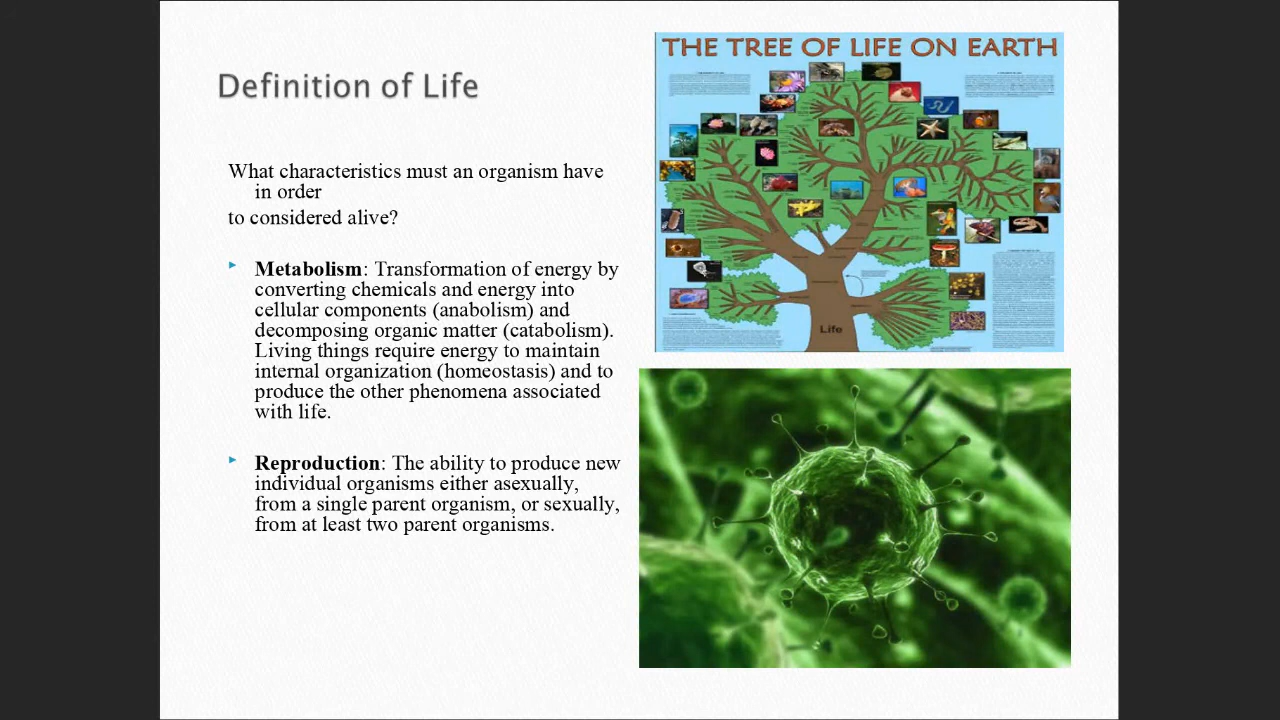 Definition of Life
What characteristics must an organism have
in order
to considered alive?
Metabolism: Transformation of energy by
converting chemicals and energy into
cellular components (anabolism) and
decomposing organic matter (catabolism).
Living things require energy to maintain
internal organization (homeostasis) and to
produce the other phenomena associated
with life.
Reproduction: The ability to produce new
individual organisms either asexually,
from a single parent organism, or sexually,
from at least two parent organisms.
THE TREE OF LIFE ON EARTH
Life